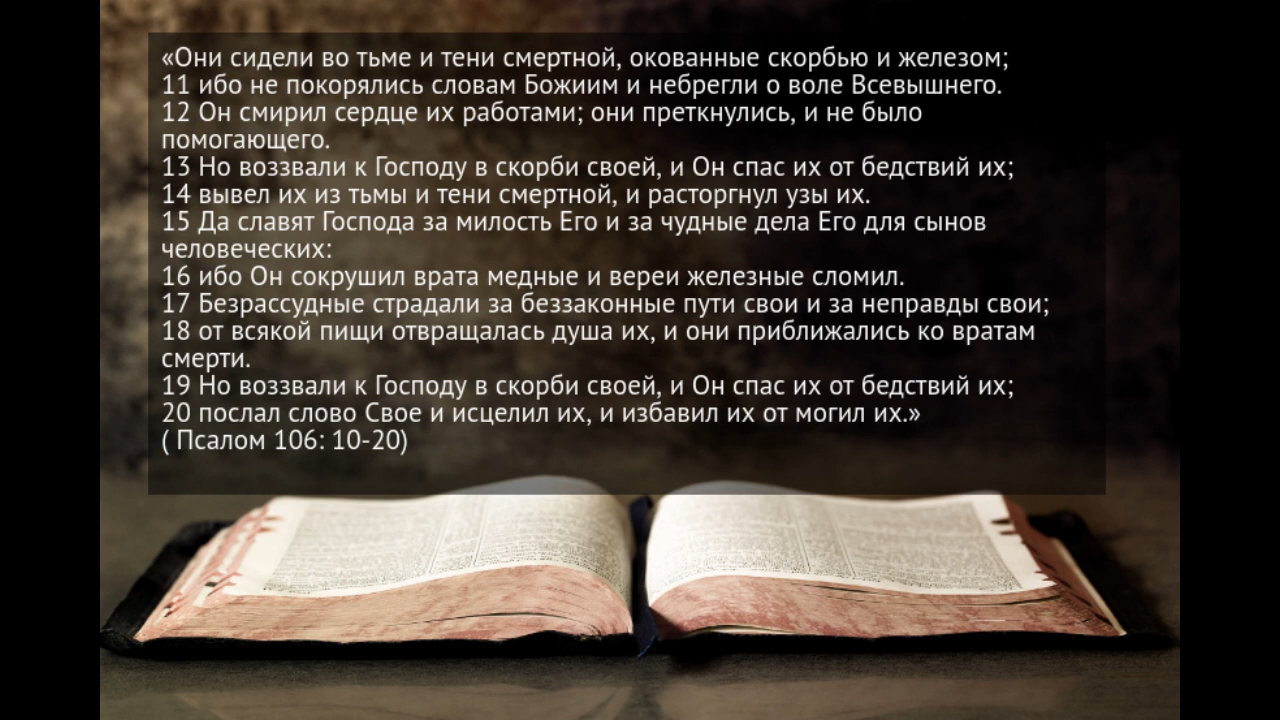 «Они сидели во тьме и тени смертной, окованные скорбью и железом;
11 ибо не покорялись словам Божиим и небрегли о воле Всевышнего.
12 Он смирил сердце их работами; они преткнулись, и не было
помогающего.
13 Но воззвали к Господу в скорби своей, и Он спас их от бедствий их;
14 вывел их из тьмы и тени смертной, и расторгнул узы их.
15 Да славят Господа за милость Его и за чудные дела Его для сынов
человеческих:
16 ибо Он сокрушил врата медные и вереи железные сломил.
17 Безрассудные страдали за беззаконные пути свои и за неправды свои;
18 от всякой пищи отвращалась душа их, и они приближались ко вратам
смерти.
19 Но воззвали к Господу в скорби своей, и Он спас их от бедствий их;
20 послал слово Свое и исцелил их, и избавил их от могил их.»
( Псалом 106: 10-20)